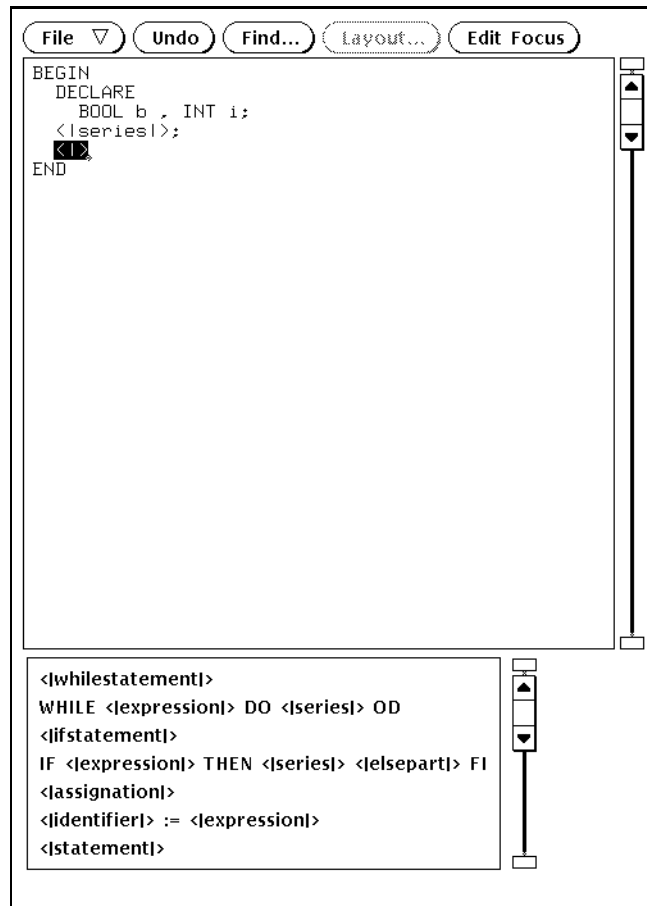 File ▽ Undo Find... Layout... Edit Focus
BEGIN
DECLARE
BOOL b , INT i;
<|series|>;
<|>
END
<|whilestatement|>
WHILE <|expression|> DO <|series|> OD
<|ifstatement|>
IF <|expression|> THEN <|series|> <|elsepart|> FI
<|assignation|>
<|identifier|> := <|expression|>
<|statement|>